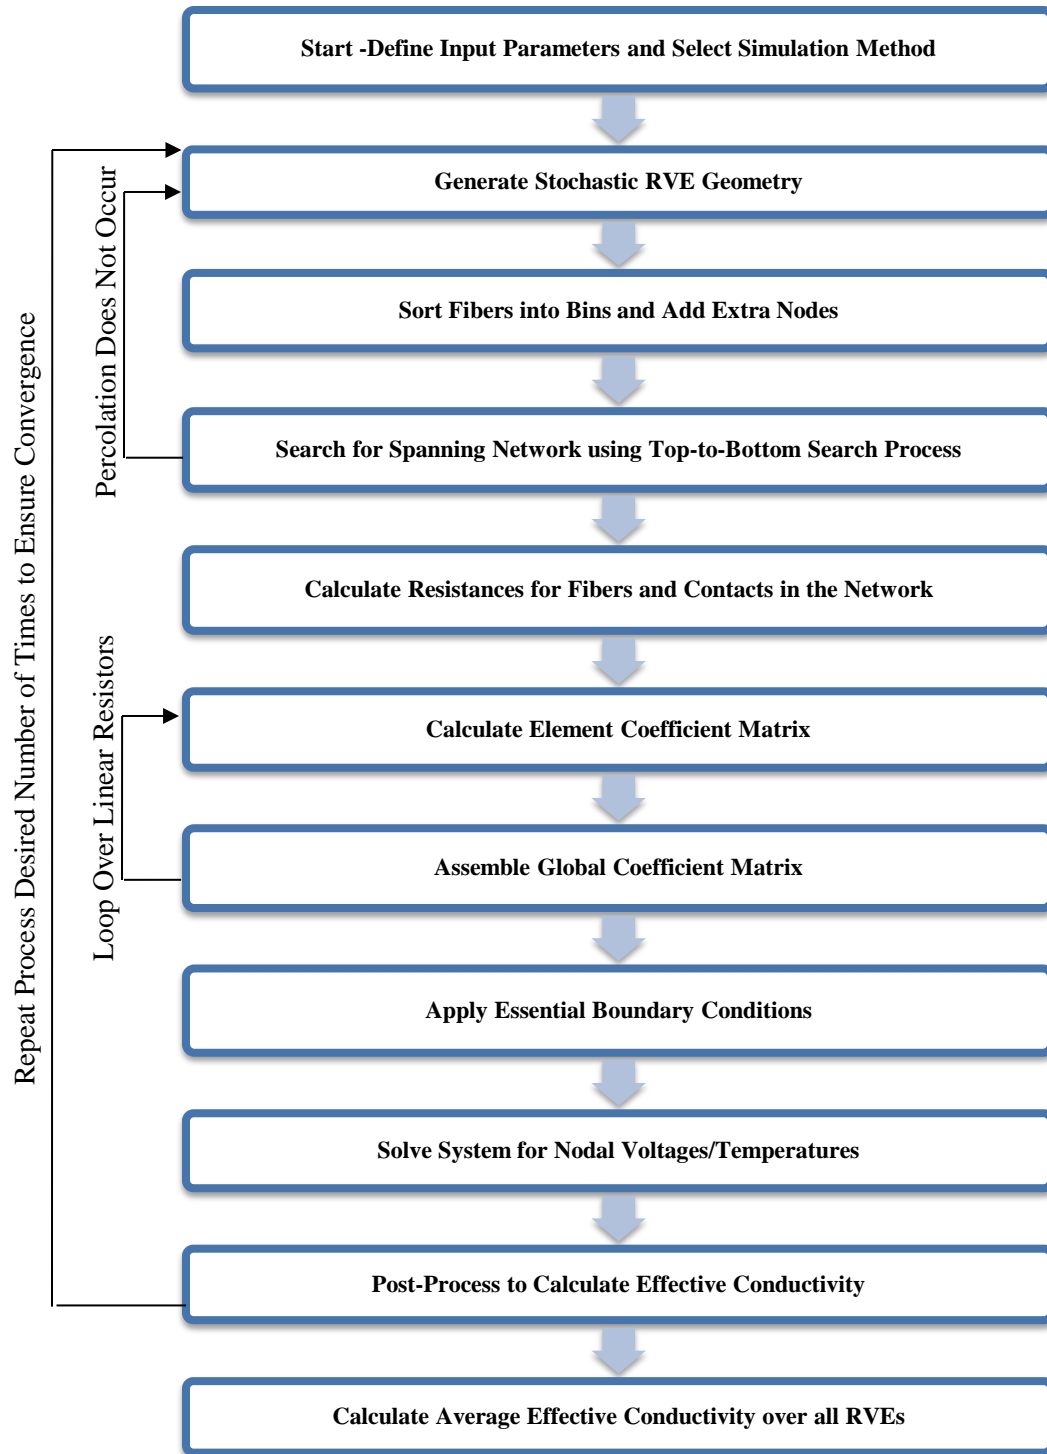 Start -Define Input Parameters and Select Simulation Method
Generate Stochastic RVE Geometry
Sort Fibers into Bins and Add Extra Nodes
Search for Spanning Network using Top-to-Bottom Search Process
Calculate Resistances for Fibers and Contacts in the Network
Calculate Element Coefficient Matrix
Assemble Global Coefficient Matrix
Apply Essential Boundary Conditions
Solve System for Nodal Voltages/Temperatures
Post-Process to Calculate Effective Conductivity
Calculate Average Effective Conductivity over all RVEs
Percolation Does Not Occur
Loop Over Linear Resistors
Repeat Process Desired Number of Times to Ensure Convergence